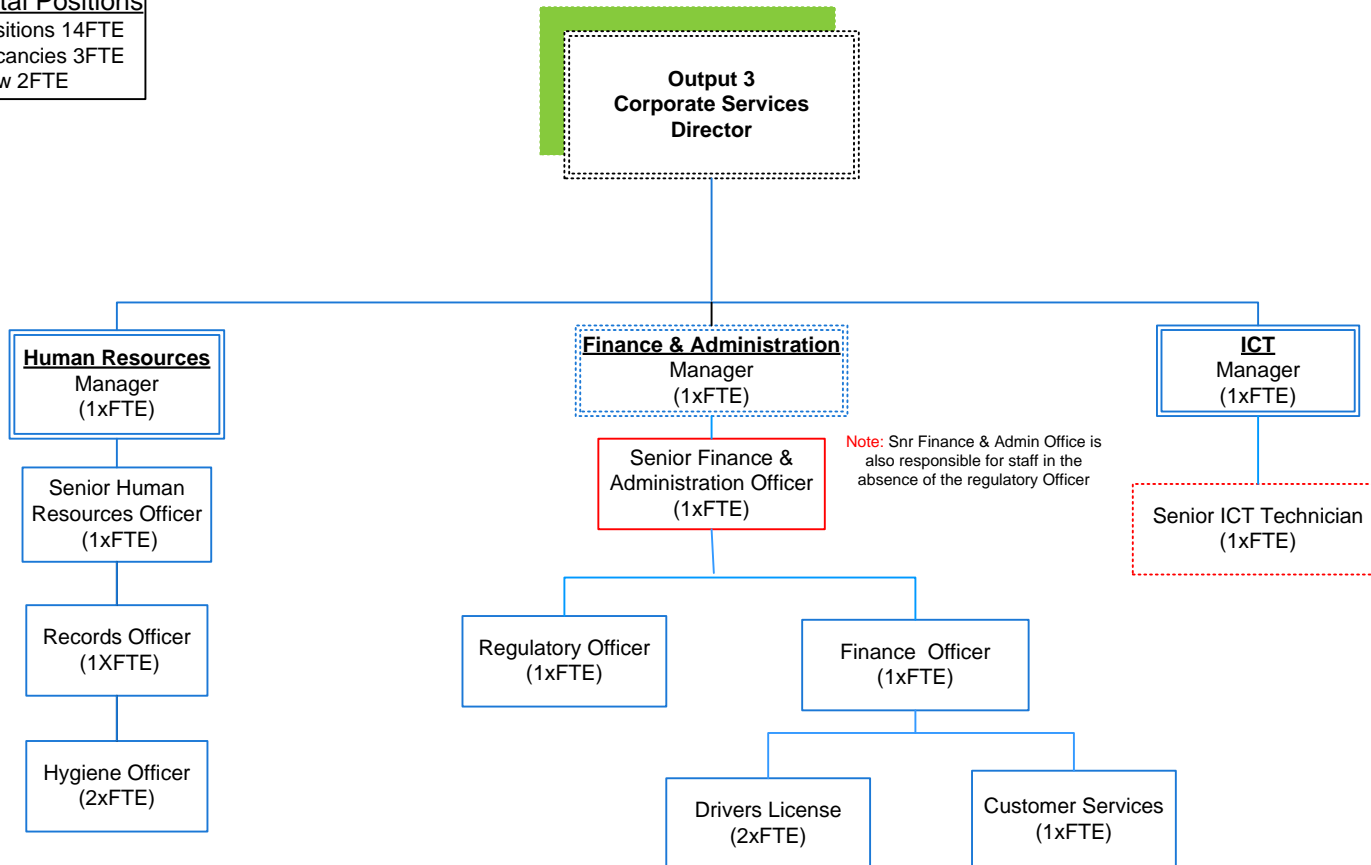 Positions
14FTE
3FTE
2FTE
Output 3
Corporate Services
Director
Human Resources
Manager
(1xFTE)
Senior Human
Resources Officer
(1xFTE)
Records Officer
(1XFTE)
Hygiene Officer
(2xFTE)
Finance & Administration
Manager
(1xFTE)
Senior Finance &
Administration Officer
(1xFTE)
Note: Snr Finance & Admin Office is
also responsible for staff in the
absence of the regulatory Officer
Regulatory Officer
(1xFTE)
Finance Officer
(1xFTE)
Drivers License
(2xFTE)
Customer Services
(1xFTE)
ICT
Manager
(1xFTE)
Senior ICT Technician
(1xFTE)